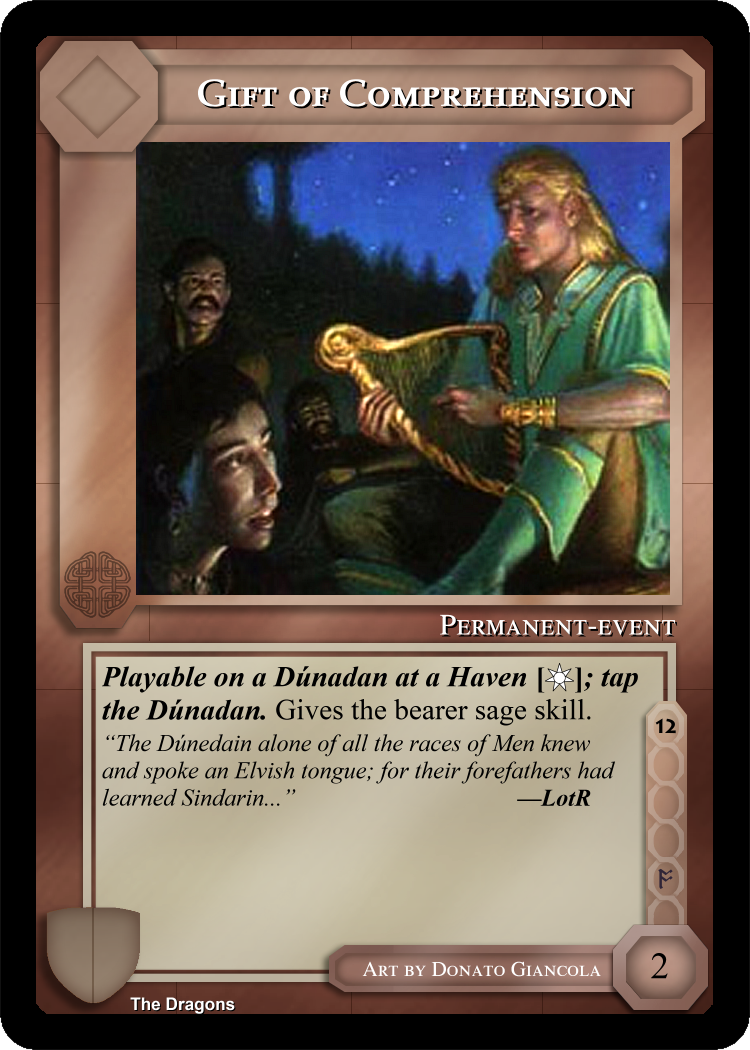 Gift of Comprehension
Permanent-event
Playable on a Dúnadan at a Haven [☼]; tap
the Dúnadan. Gives the bearer sage skill.
“The Dúnedain alone of all the races of Men knew
and spoke an Elvish tongue; for their forefathers had
learned Sindarin...” —LotR
12
ᚩ
Art by Donato Giancola
2
The Dragons